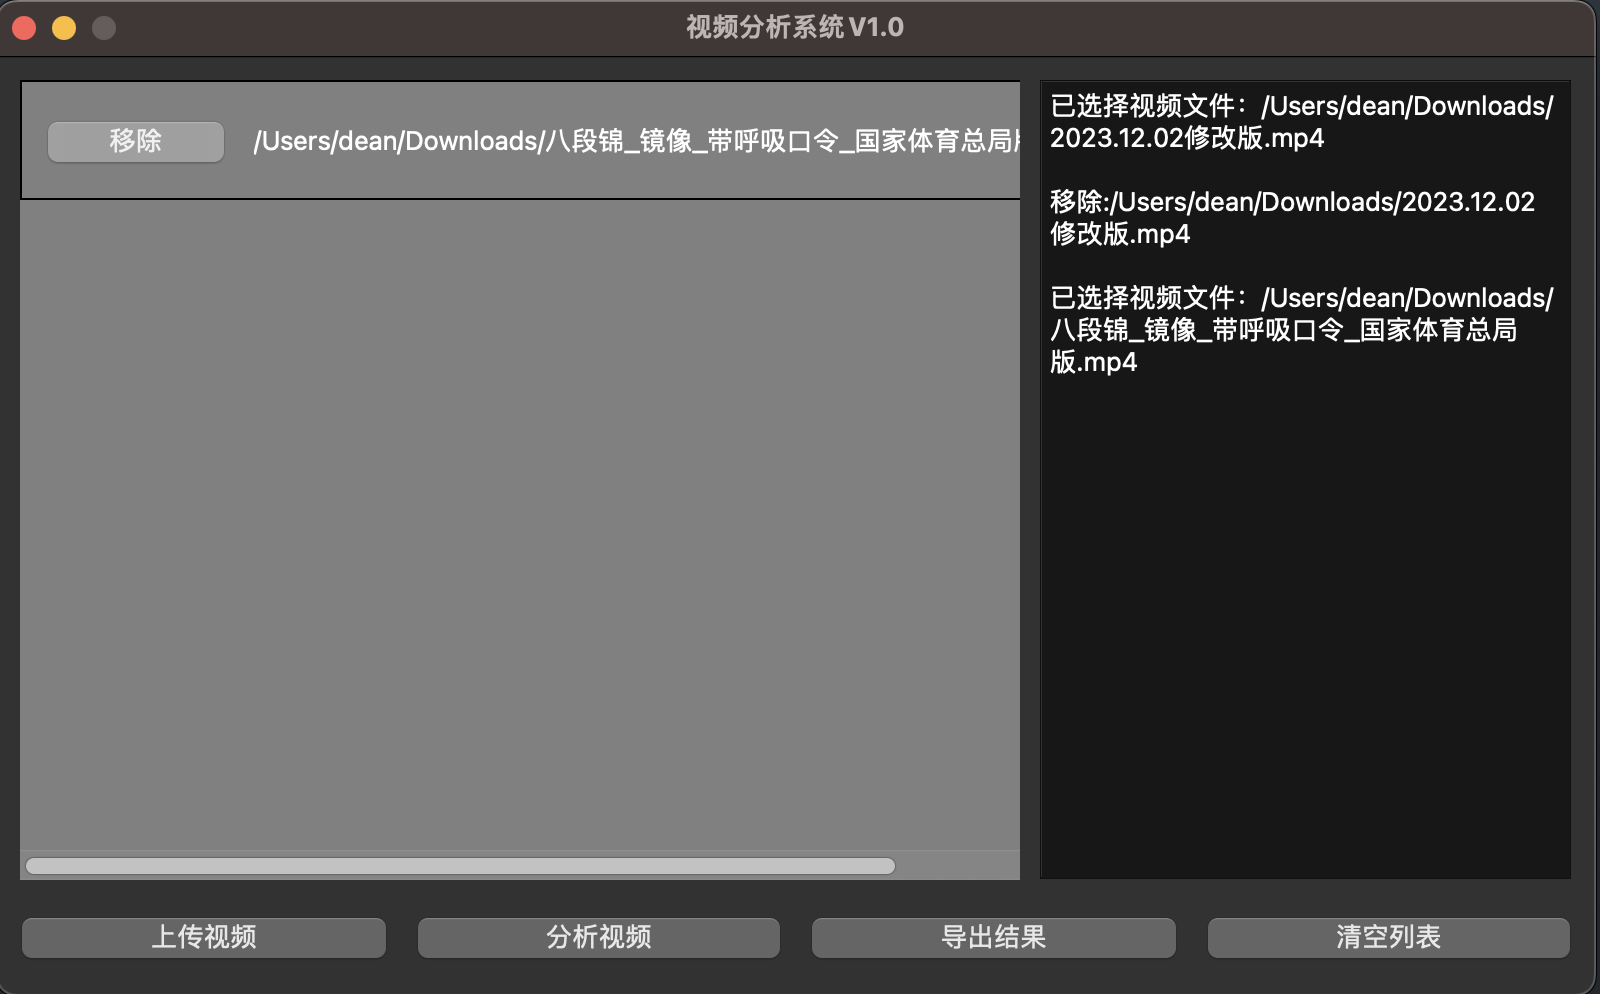 视频分析系统V1.0
移除
/Users/dean/Downloads/八段锦_镜像_带呼吸口令_国家体育总局
已选择视频文件：/Users/dean/Downloads/
2023.12.02修改版.mp4
移除:/Users/dean/Downloads/2023.12.02
修改版.mp4
已选择视频文件：/Users/dean/Downloads/
八段锦_镜像_带呼吸口令_国家体育总局
版.mp4
上传视频
分析视频
导出结果
清空列表